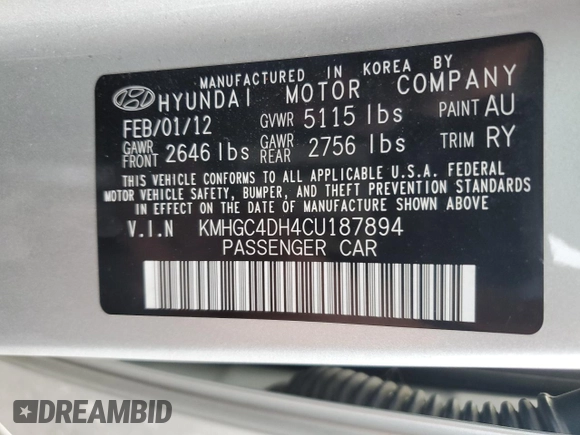 MANUFACTURED IN KOREA BY
HYUNDAI MOTOR COMPANY
FEB/01/12 GVWR 5115 lbs PAINT AU
GAWR FRONT 2646 lbs GAWR REAR 2756 lbs TRIM RY
THIS VEHICLE CONFORMS TO ALL APPLICABLE U.S.A. FEDERAL
MOTOR VEHICLE SAFETY, BUMPER, AND THEFT PREVENTION STANDARDS
IN EFFECT ON THE DATE OF MANUFACTURE SHOWN ABOVE.
V.I.N KMHGC4DH4CU187894
PASSENGER CAR
DREAMBID